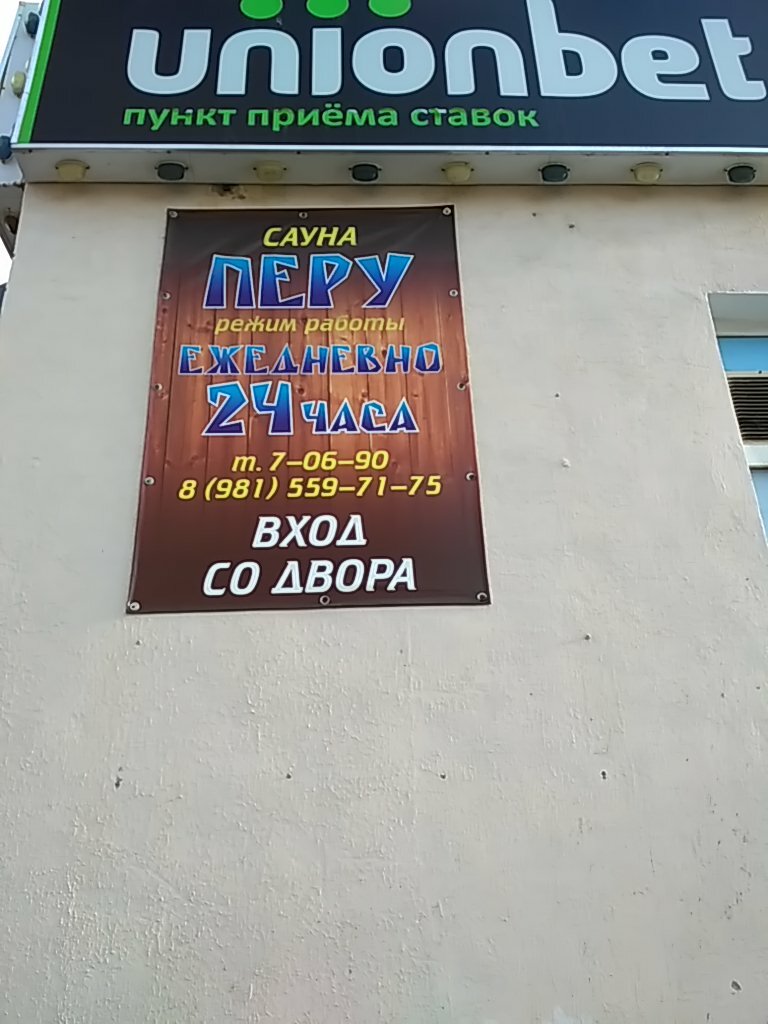 unionbet
пункт приёма ставок
САУНА
ПЕРУ
режим работы
ЕЖЕДНЕВНО
24 ЧАСА
т. 7-06-90
8 (981) 559-71-75
ВХОД
СО ДВОРА